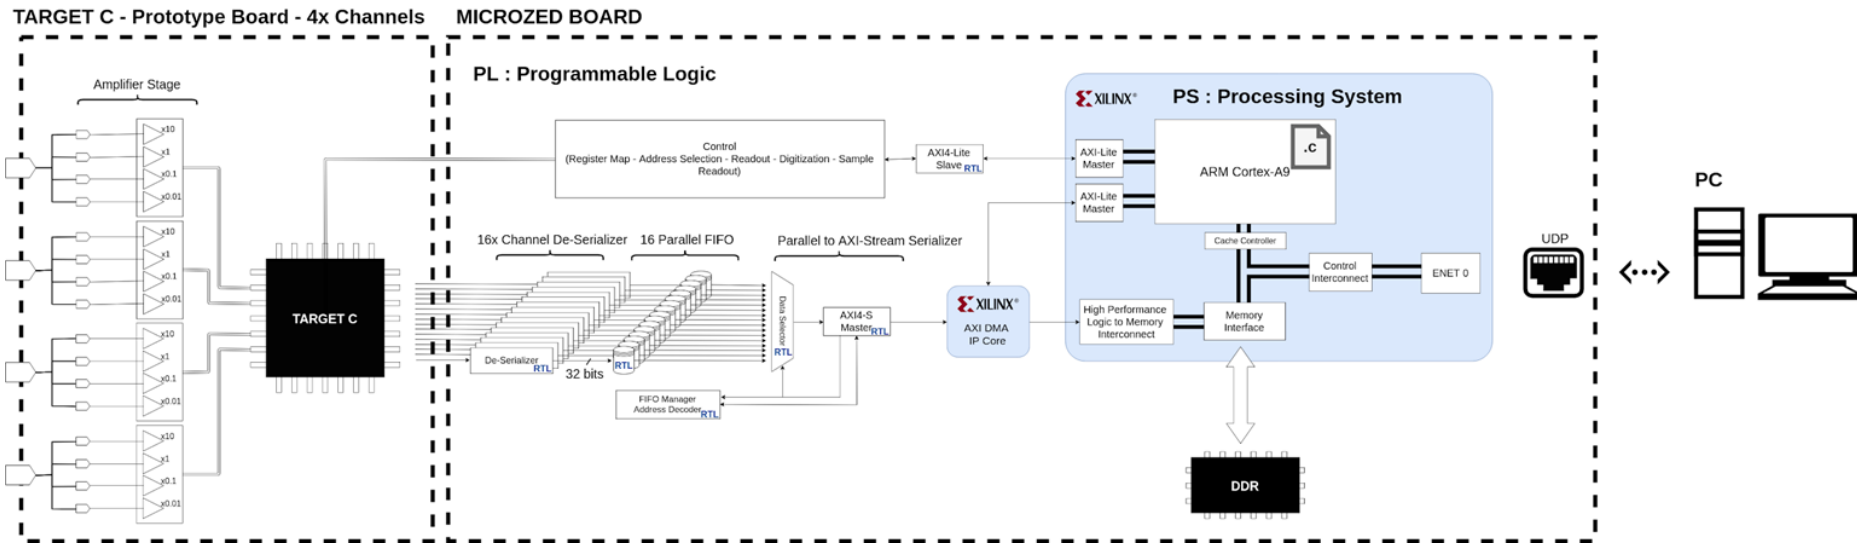 TARGET C - Prototype Board - 4x Channels
MICROZED BOARD
Amplifier Stage
x10
x1
x0.1
x0.01
x10
x1
x0.1
x0.01
x10
x1
x0.1
x0.01
x10
x1
x0.1
x0.01
TARGET C
PL : Programmable Logic
Control
(Register Map - Address Selection - Readout - Digitization - Sample
Readout)
AXI4-Lite
Slave
RTL
16x Channel De-Serializer
16 Parallel FIFO
Parallel to AXI-Stream Serializer
De-Serializer
RTL
32 bits
RTL
Data Selector
RTL
AXI4-S
Master
RTL
FIFO Manager
Address Decoder
RTL
XILINX®
AXI DMA
IP Core
XILINX®
PS : Processing System
AXI-Lite
Master
AXI-Lite
Master
ARM Cortex-A9
.c
Cache Controller
Control
Interconnect
ENET 0
High Performance
Logic to Memory
Interconnect
Memory
Interface
DDR
UDP
PC